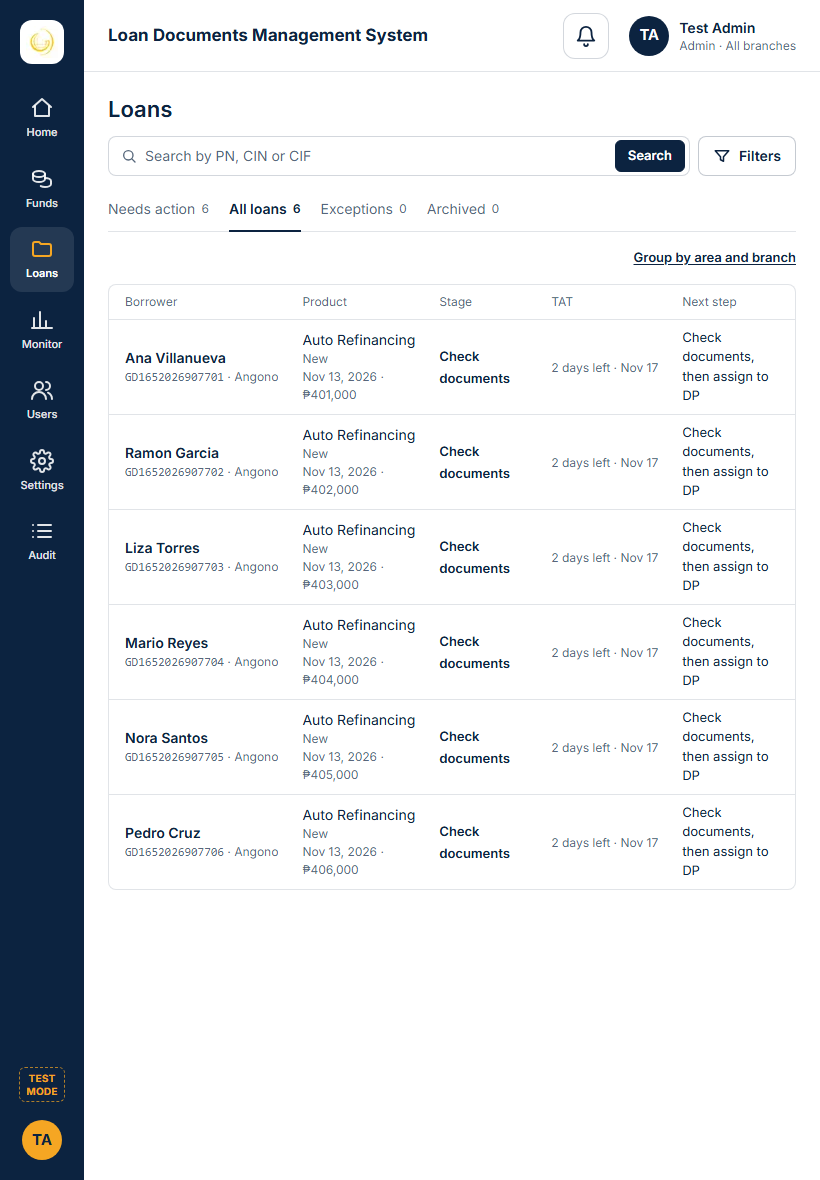 Loan Documents Management System
TA
Test Admin
Admin · All branches
Home
Funds
Loans
Monitor
Users
Settings
Audit
TEST
MODE
TA
Loans
Search by PN, CIN or CIF
Search
Filters
Needs action 6
All loans 6
Exceptions 0
Archived 0
Group by area and branch
Borrower
Product
Stage
TAT
Next step
Ana Villanueva
GD1652026907701 · Angono
Auto Refinancing
New
Nov 13, 2026 ·
₱401,000
Check
documents
2 days left · Nov 17
Check
documents,
then assign to
DP
Ramon Garcia
GD1652026907702 · Angono
Auto Refinancing
New
Nov 13, 2026 ·
₱402,000
Check
documents
2 days left · Nov 17
Check
documents,
then assign to
DP
Liza Torres
GD1652026907703 · Angono
Auto Refinancing
New
Nov 13, 2026 ·
₱403,000
Check
documents
2 days left · Nov 17
Check
documents,
then assign to
DP
Mario Reyes
GD1652026907704 · Angono
Auto Refinancing
New
Nov 13, 2026 ·
₱404,000
Check
documents
2 days left · Nov 17
Check
documents,
then assign to
DP
Nora Santos
GD1652026907705 · Angono
Auto Refinancing
New
Nov 13, 2026 ·
₱405,000
Check
documents
2 days left · Nov 17
Check
documents,
then assign to
DP
Pedro Cruz
GD1652026907706 · Angono
Auto Refinancing
New
Nov 13, 2026 ·
₱406,000
Check
documents
2 days left · Nov 17
Check
documents,
then assign to
DP